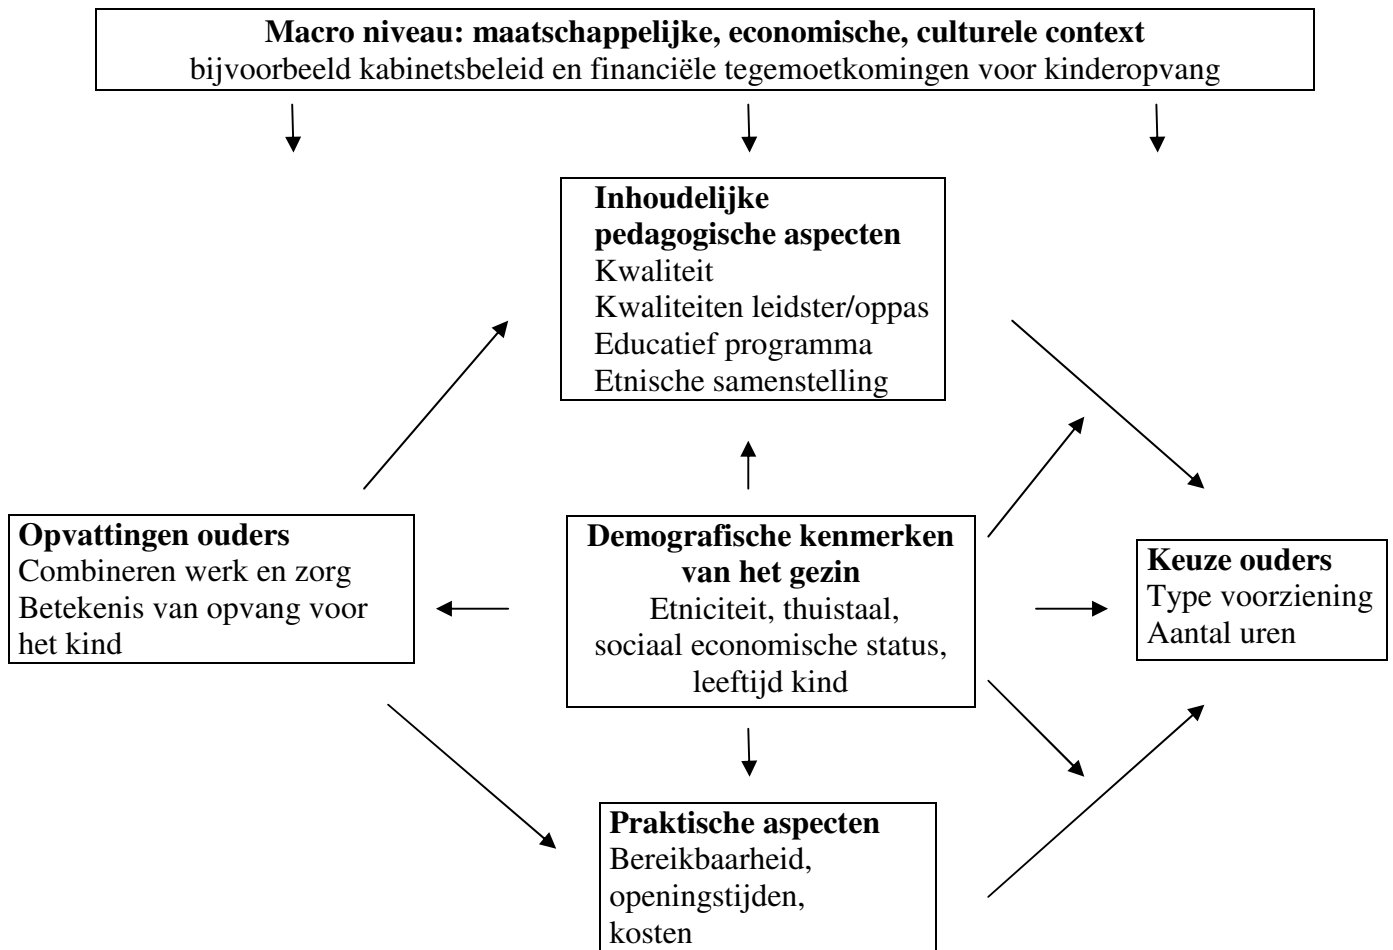 Macro niveau: maatschappelijke, economische, culturele context
bijvoorbeeld kabinetsbeleid en financiële tegemoetkomingen voor kinderopvang
Inhoudelijke
pedagogische aspecten
Kwaliteit
Kwaliteiten leidster/oppas
Educatief programma
Etnische samenstelling
Opvattingen ouders
Combineren werk en zorg
Betekenis van opvang voor
het kind
Demografische kenmerken
van het gezin
Etniciteit, thuistaal,
sociaal economische status,
leeftijd kind
Keuze ouders
Type voorziening
Aantal uren
Praktische aspecten
Bereikbaarheid,
openingstijden,
kosten